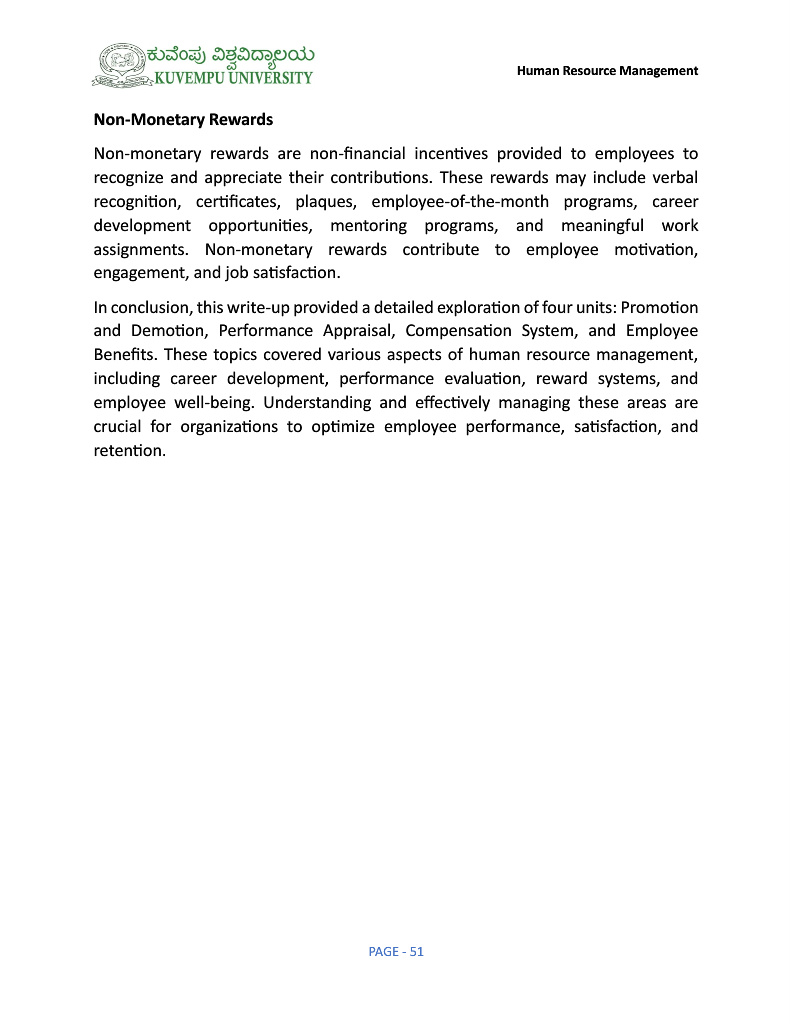 ಕುವೆಂಪು ವಿಶ್ವವಿದ್ಯಾಲಯ
KUVEMPU UNIVERSITY
Human Resource Management
Non-Monetary Rewards
Non-monetary rewards are non-financial incentives provided to employees to
recognize and appreciate their contributions. These rewards may include verbal
recognition, certificates, plaques, employee-of-the-month programs, career
development opportunities, mentoring programs, and meaningful work
assignments. Non-monetary rewards contribute to employee motivation,
engagement, and job satisfaction.
In conclusion, this write-up provided a detailed exploration of four units: Promotion
and Demotion, Performance Appraisal, Compensation System, and Employee
Benefits. These topics covered various aspects of human resource management,
including career development, performance evaluation, reward systems, and
employee well-being. Understanding and effectively managing these areas are
crucial for organizations to optimize employee performance, satisfaction, and
retention.
PAGE - 51